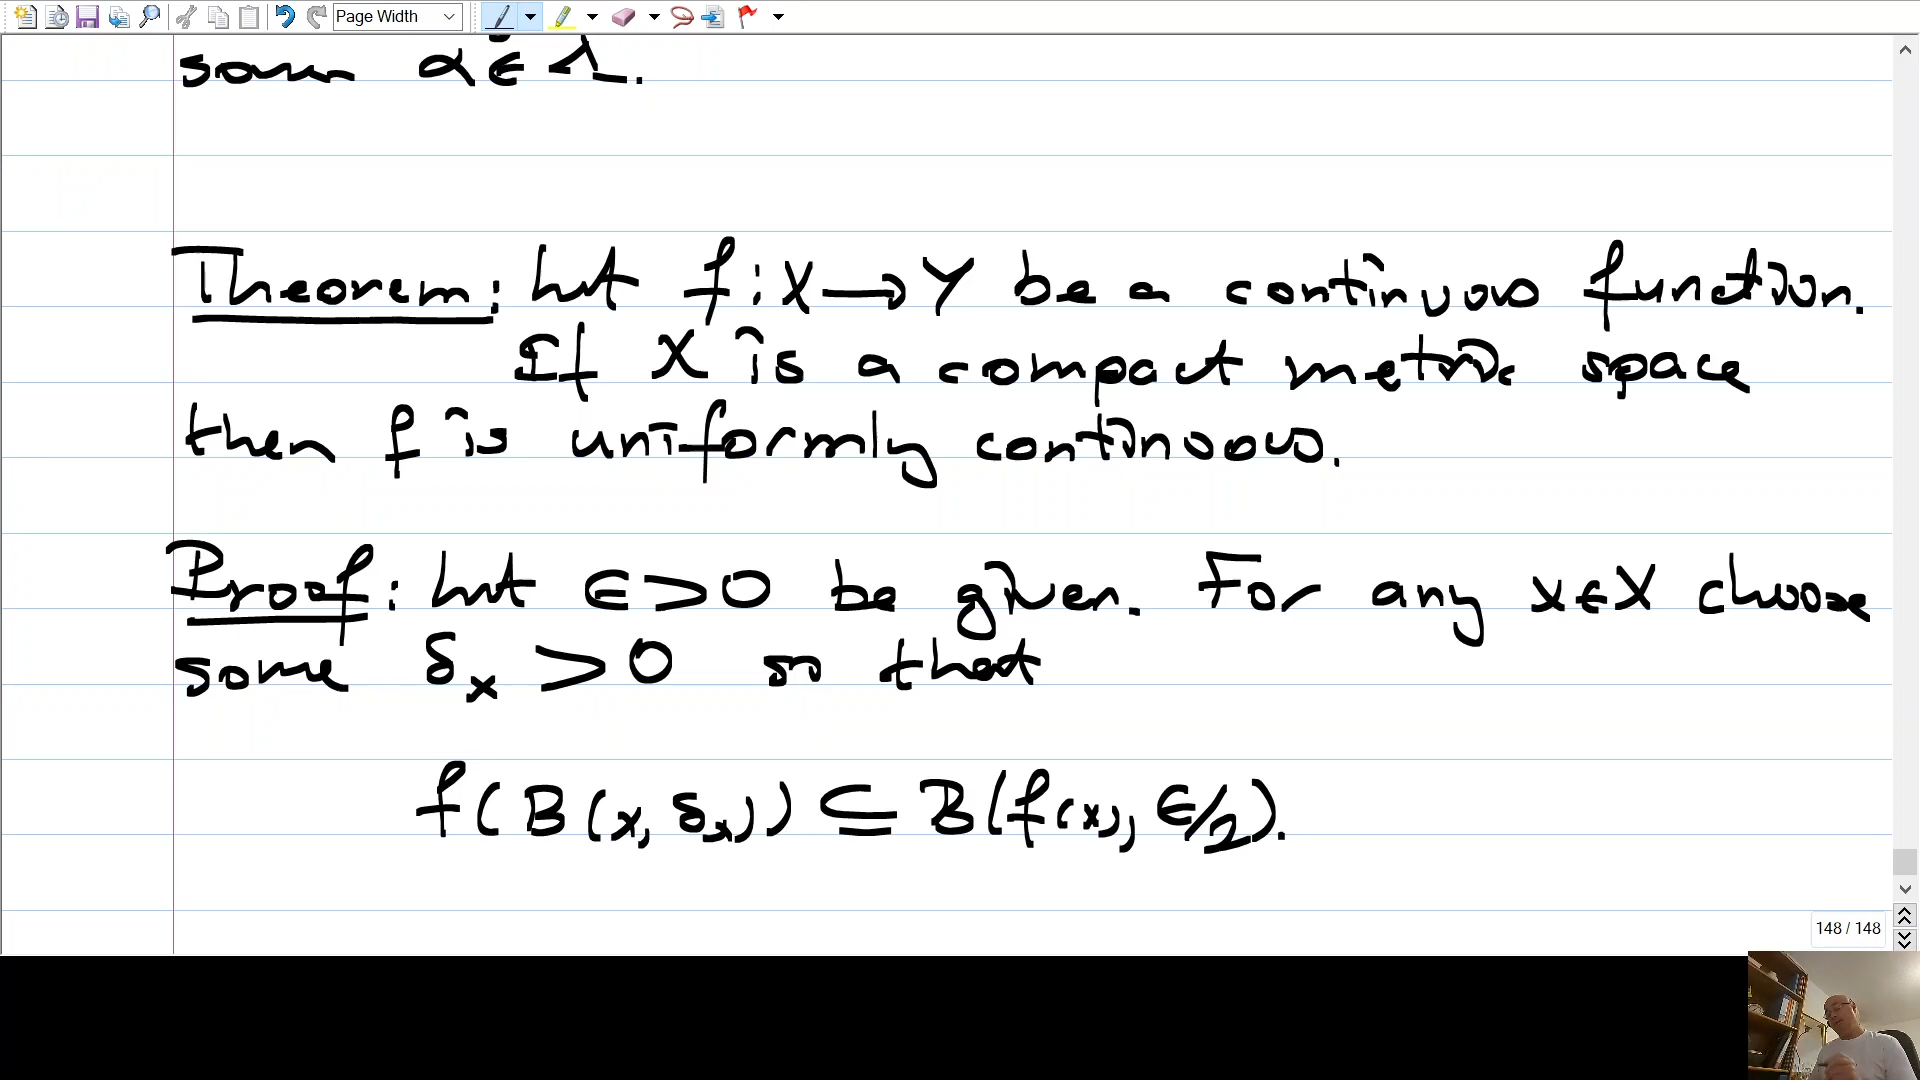 Page Width
some α ∈ Λ.
Theorem: Let f: X → Y be a continuous function.
If X is a compact metric space
then f is uniformly continuous.
Proof: Let ϵ > 0 be given. For any x ∈ X choose
some δₓ > 0 so that
f(B(x, δₓ)) ⊆ B(f(x), ϵ/2).
148 / 148